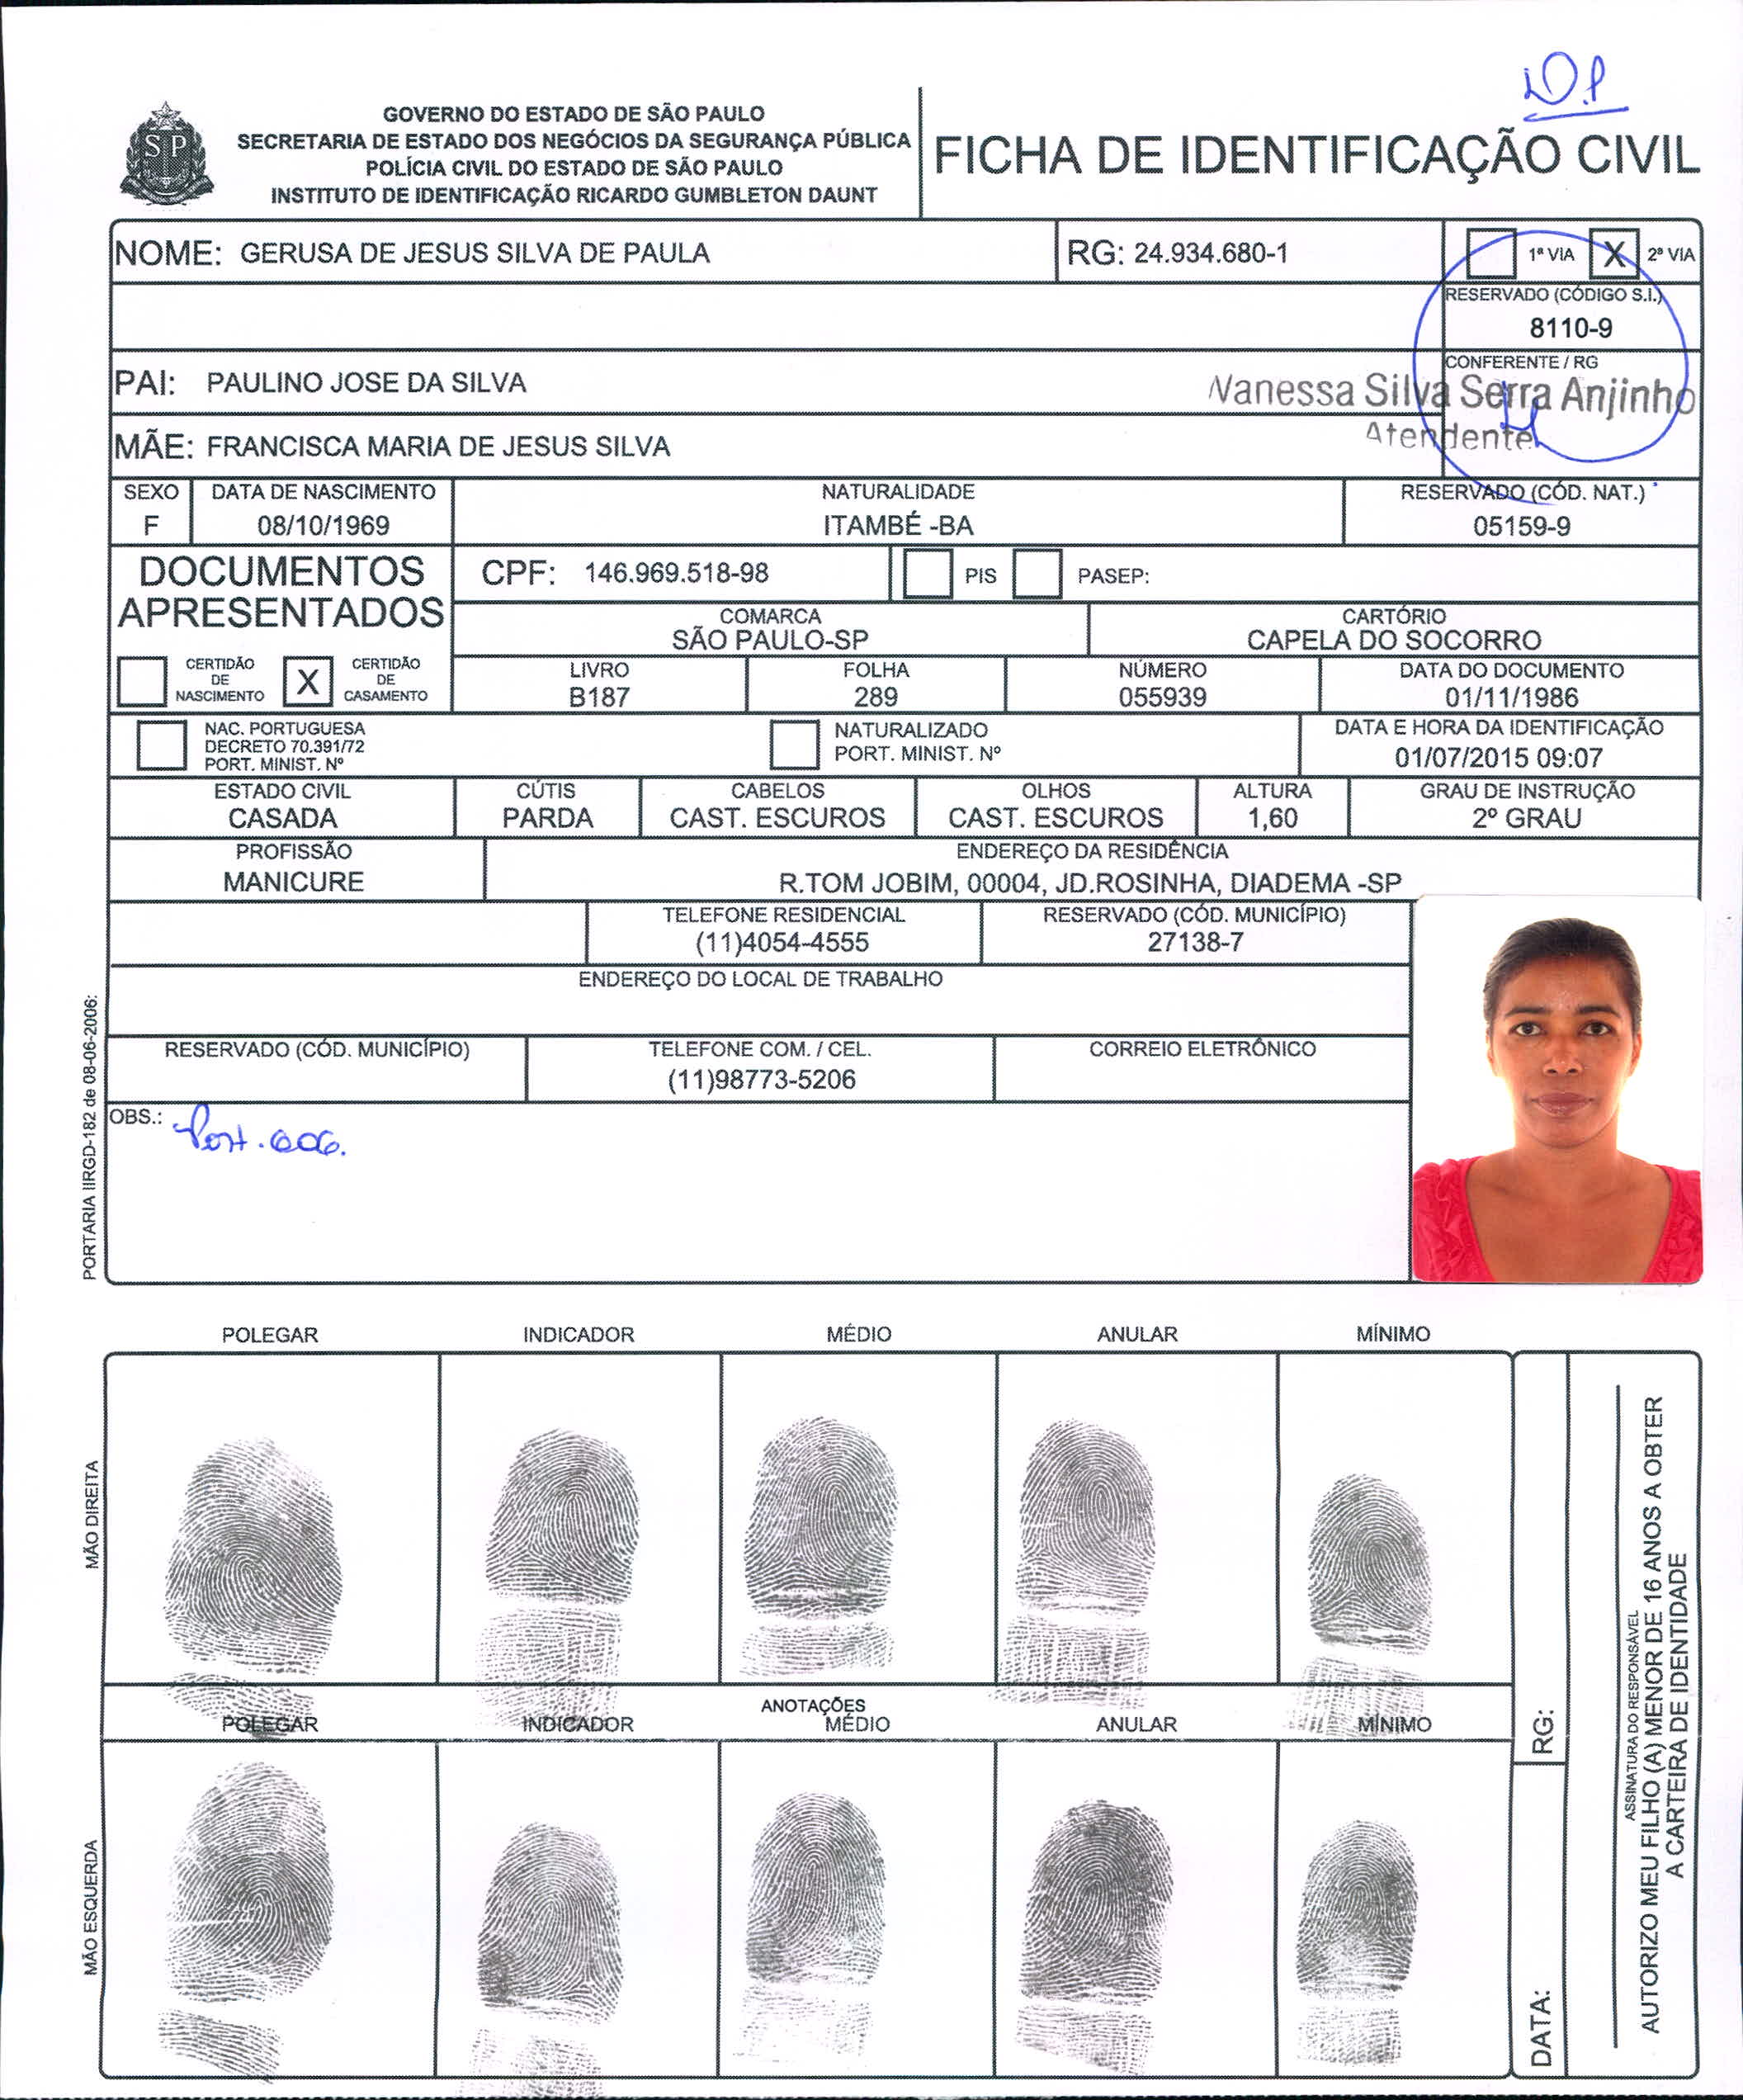 D.P
GOVERNO DO ESTADO DE SÃO PAULO
SECRETARIA DE ESTADO DOS NEGÓCIOS DA SEGURANÇA PÚBLICA
POLÍCIA CIVIL DO ESTADO DE SÃO PAULO
INSTITUTO DE IDENTIFICAÇÃO RICARDO GUMBLETON DAUNT
SP
FICHA DE IDENTIFICAÇÃO CIVIL
NOME: GERUSA DE JESUS SILVA DE PAULA
RG: 24.934.680-1
1ª VIA X 2ª VIA
RESERVADO (CÓDIGO S.I.)
8110-9
PAI: PAULINO JOSE DA SILVA
CONFERENTE / RG
Vanessa Silva Serra Anjinho
Atendente
MÃE: FRANCISCA MARIA DE JESUS SILVA
SEXO
F
DATA DE NASCIMENTO
08/10/1969
NATURALIDADE
ITAMBÉ -BA
RESERVADO (CÓD. NAT.)
05159-9
DOCUMENTOS
APRESENTADOS
CPF: 146.969.518-98
PIS
PASEP:
COMARCA
SÃO PAULO-SP
CARTÓRIO
CAPELA DO SOCORRO
CERTIDÃO
DE
NASCIMENTO
X
CERTIDÃO
DE
CASAMENTO
LIVRO
B187
FOLHA
289
NÚMERO
055939
DATA DO DOCUMENTO
01/11/1986
NAC. PORTUGUESA
DECRETO 70.391/72
PORT. MINIST. Nº
NATURALIZADO
PORT. MINIST. Nº
DATA E HORA DA IDENTIFICAÇÃO
01/07/2015 09:07
ESTADO CIVIL
CASADA
CÚTIS
PARDA
CABELOS
CAST. ESCUROS
OLHOS
CAST. ESCUROS
ALTURA
1,60
GRAU DE INSTRUÇÃO
2º GRAU
PROFISSÃO
MANICURE
ENDEREÇO DA RESIDÊNCIA
R.TOM JOBIM, 00004, JD.ROSINHA, DIADEMA -SP
TELEFONE RESIDENCIAL
(11)4054-4555
RESERVADO (CÓD. MUNICÍPIO)
27138-7
ENDEREÇO DO LOCAL DE TRABALHO
RESERVADO (CÓD. MUNICÍPIO)
TELEFONE COM. / CEL.
(11)98773-5206
CORREIO ELETRÔNICO
OBS.:
PORTARIA IIRGD-182 de 08-06-2006:
POLEGAR INDICADOR MÉDIO ANULAR MÍNIMO
MÃO DIREITA
ANOTAÇÕES
POLEGAR INDICADOR MÉDIO ANULAR MÍNIMO
MÃO ESQUERDA
RG:
DATA:
ASSINATURA DO RESPONSÁVEL
AUTORIZO MEU FILHO (A) MENOR DE 16 ANOS A OBTER
A CARTEIRA DE IDENTIDADE